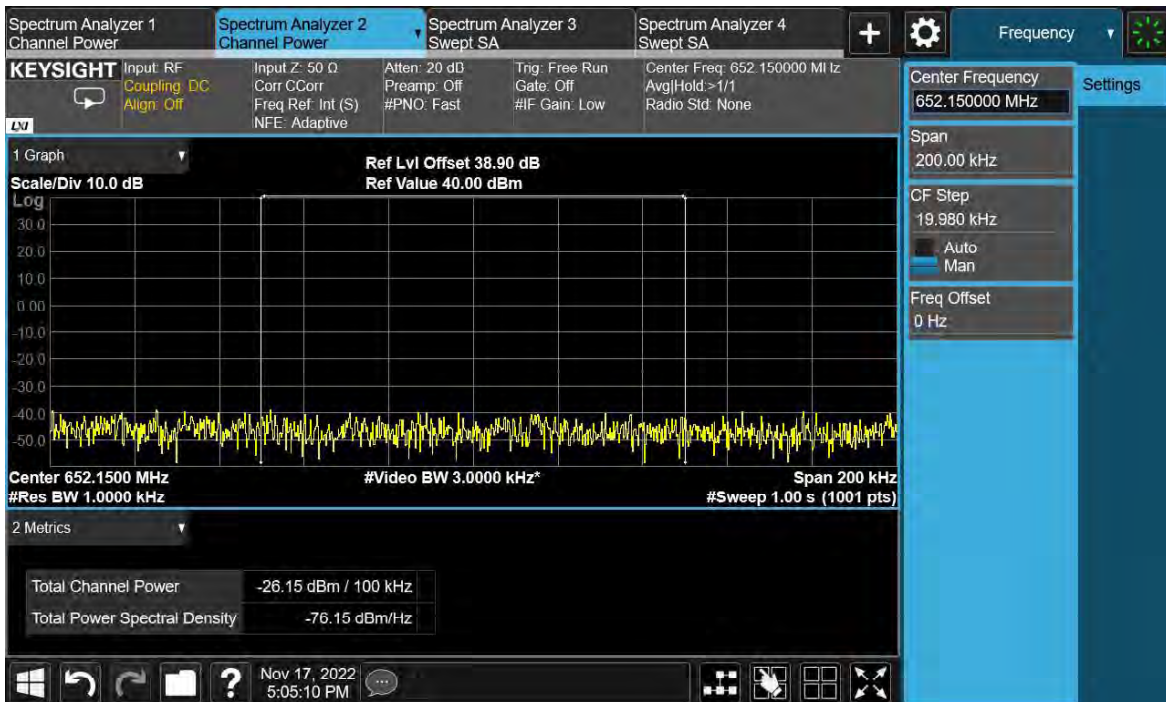 Spectrum Analyzer 1
Channel Power
Spectrum Analyzer 2
Channel Power
Spectrum Analyzer 3
Swept SA
Spectrum Analyzer 4
Swept SA
+
Frequency
KEYSIGHT
LXI
Input: RF
Coupling: DC
Align: Off
Input Z: 50 Ω
Corr CCorr
Freq Ref: Int (S)
NFE: Adaptive
Atten: 20 dB
Preamp: Off
#PNO: Fast
Trig: Free Run
Gate: Off
#IF Gain: Low
Center Freq: 652.150000 MHz
Avg|Hold:>1/1
Radio Std: None
Center Frequency
652.150000 MHz
Settings
Span
200.00 kHz
CF Step
19.980 kHz
Auto
Man
Freq Offset
0 Hz
1 Graph
Scale/Div 10.0 dB
Ref Lvl Offset 38.90 dB
Ref Value 40.00 dBm
Log
30.0
20.0
10.0
0.00
-10.0
-20.0
-30.0
-40.0
-50.0
Center 652.1500 MHz
#Video BW 3.0000 kHz*
Span 200 kHz
#Res BW 1.0000 kHz
#Sweep 1.00 s (1001 pts)
2 Metrics
Total Channel Power -26.15 dBm / 100 kHz
Total Power Spectral Density -76.15 dBm/Hz
?
Nov 17, 2022
5:05:10 PM